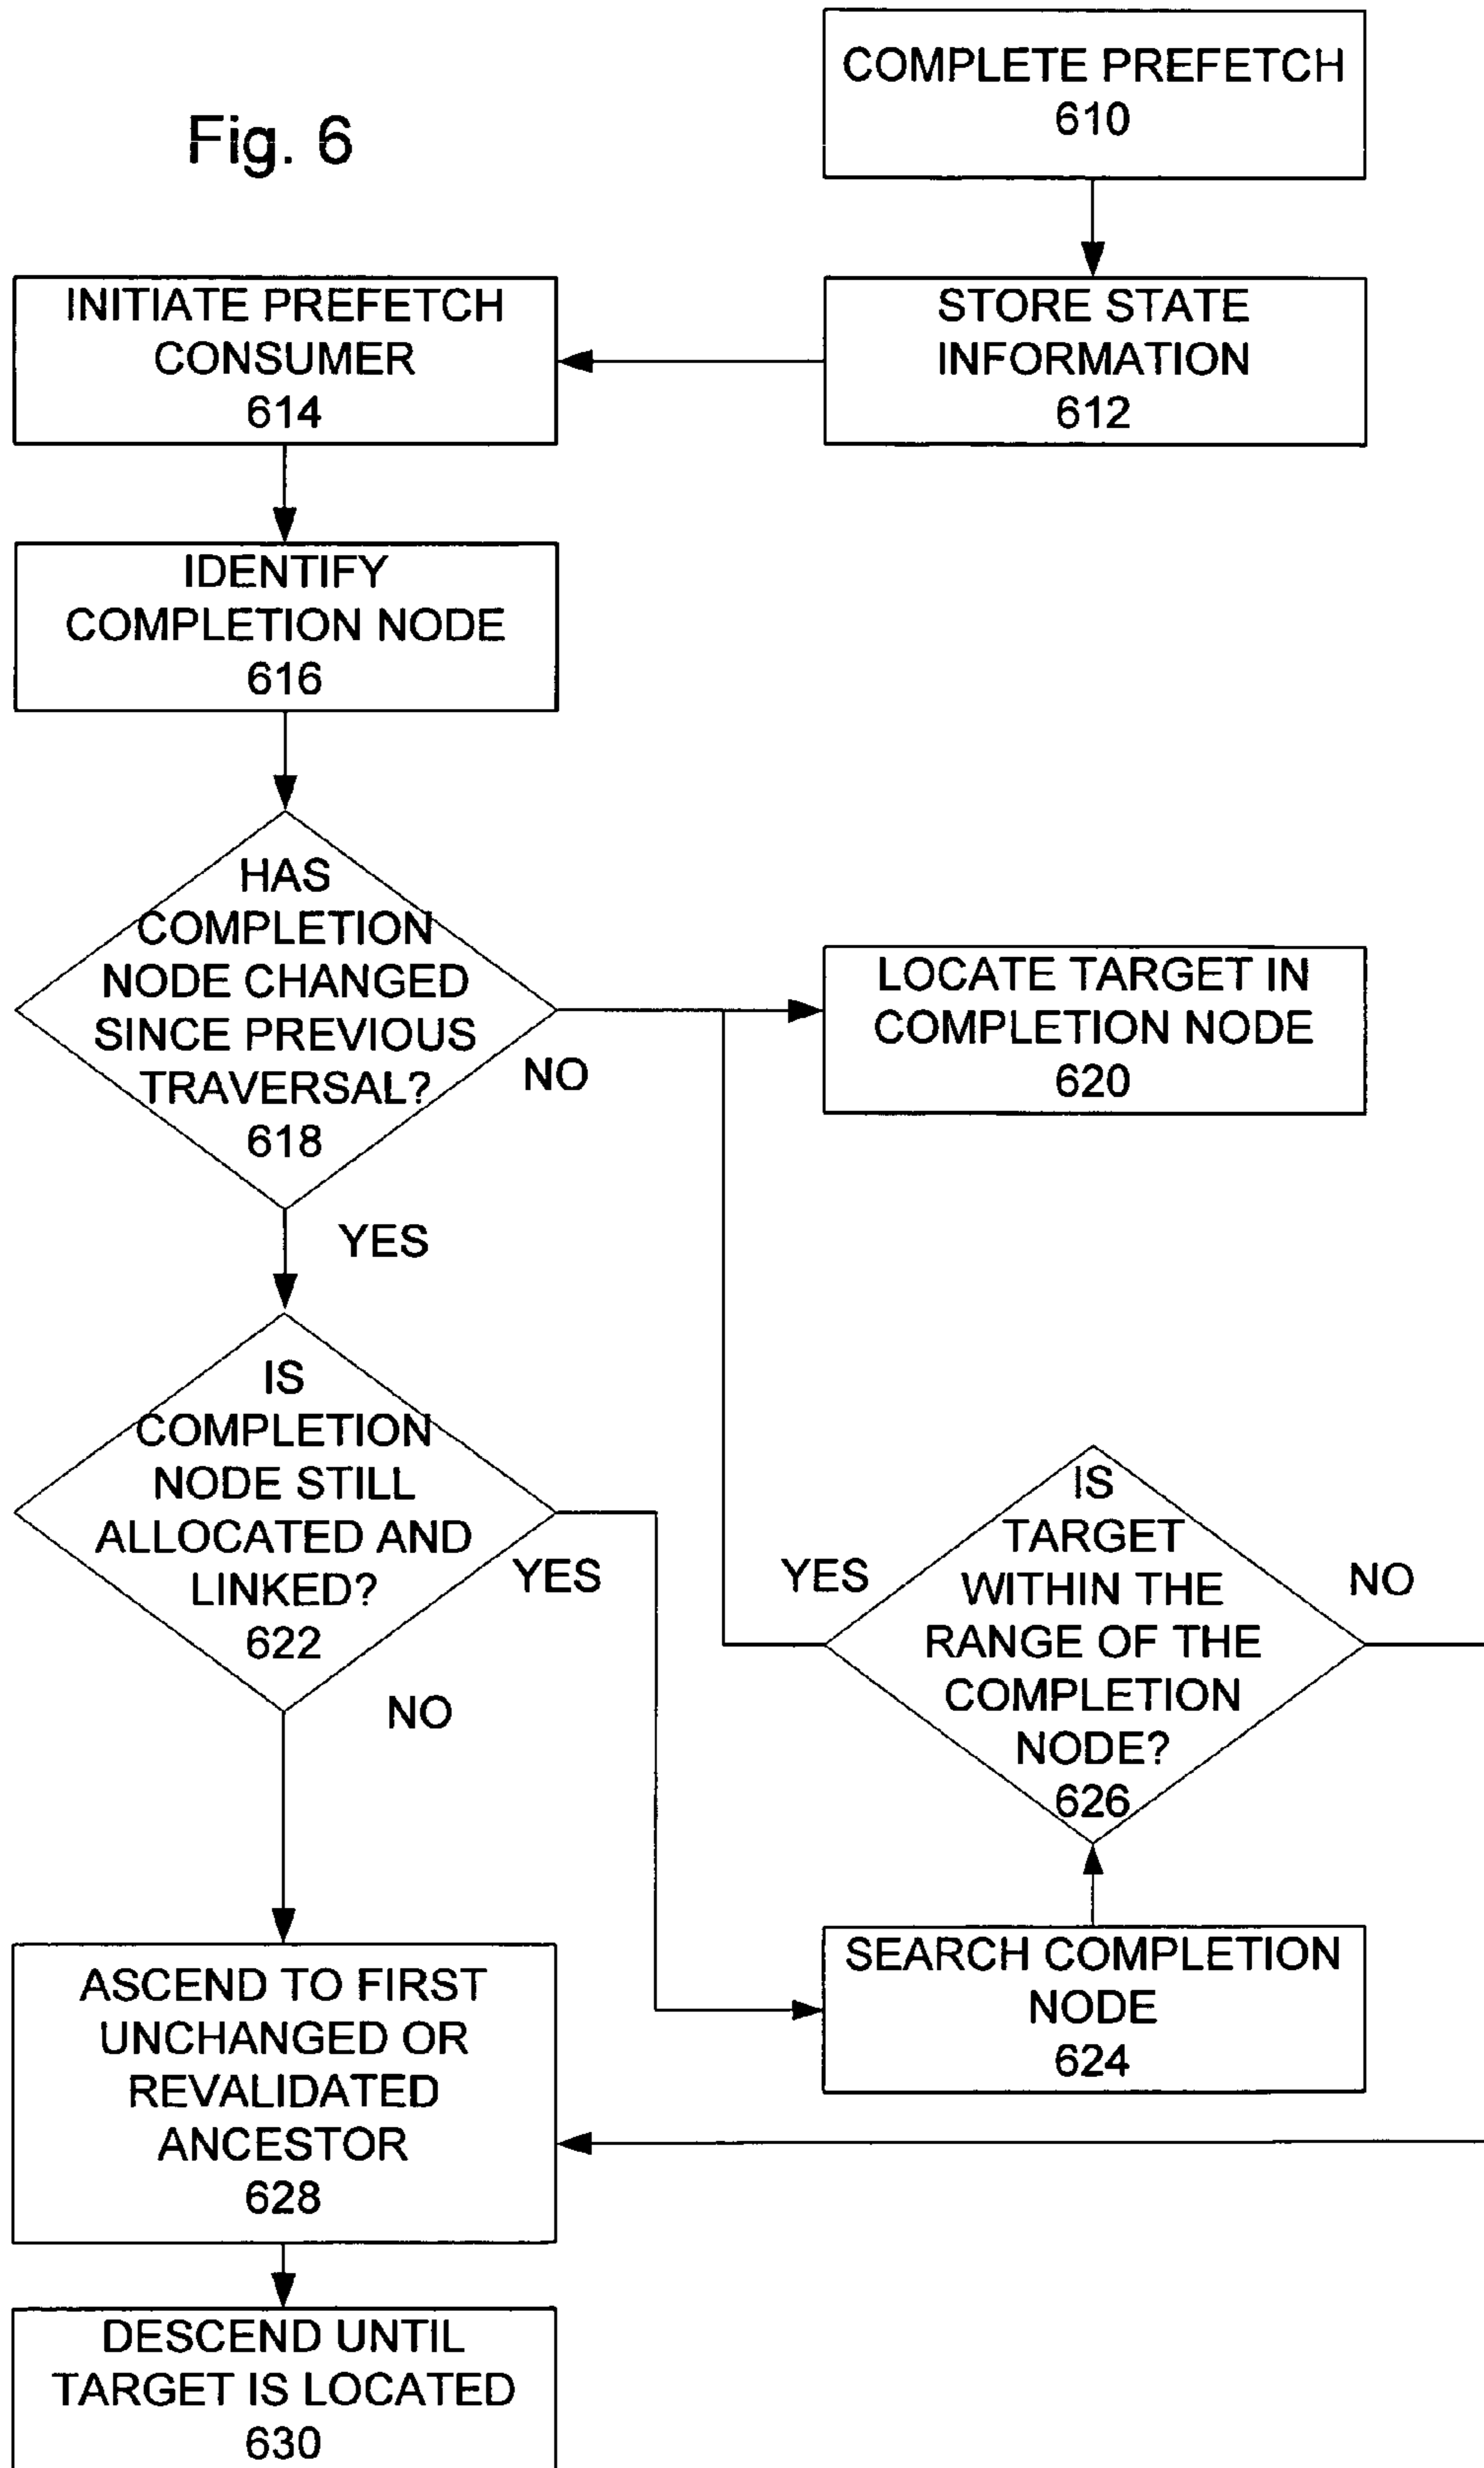 Fig. 6
COMPLETE PREFETCH
610
STORE STATE
INFORMATION
612
INITIATE PREFETCH
CONSUMER
614
IDENTIFY
COMPLETION NODE
616
HAS
COMPLETION
NODE CHANGED
SINCE PREVIOUS
TRAVERSAL?
618
NO
YES
LOCATE TARGET IN
COMPLETION NODE
620
IS
COMPLETION
NODE STILL
ALLOCATED AND
LINKED?
622
YES
NO
IS
TARGET
WITHIN THE
RANGE OF THE
COMPLETION
NODE?
626
YES
NO
SEARCH COMPLETION
NODE
624
ASCEND TO FIRST
UNCHANGED OR
REVALIDATED
ANCESTOR
628
DESCEND UNTIL
TARGET IS LOCATED
630